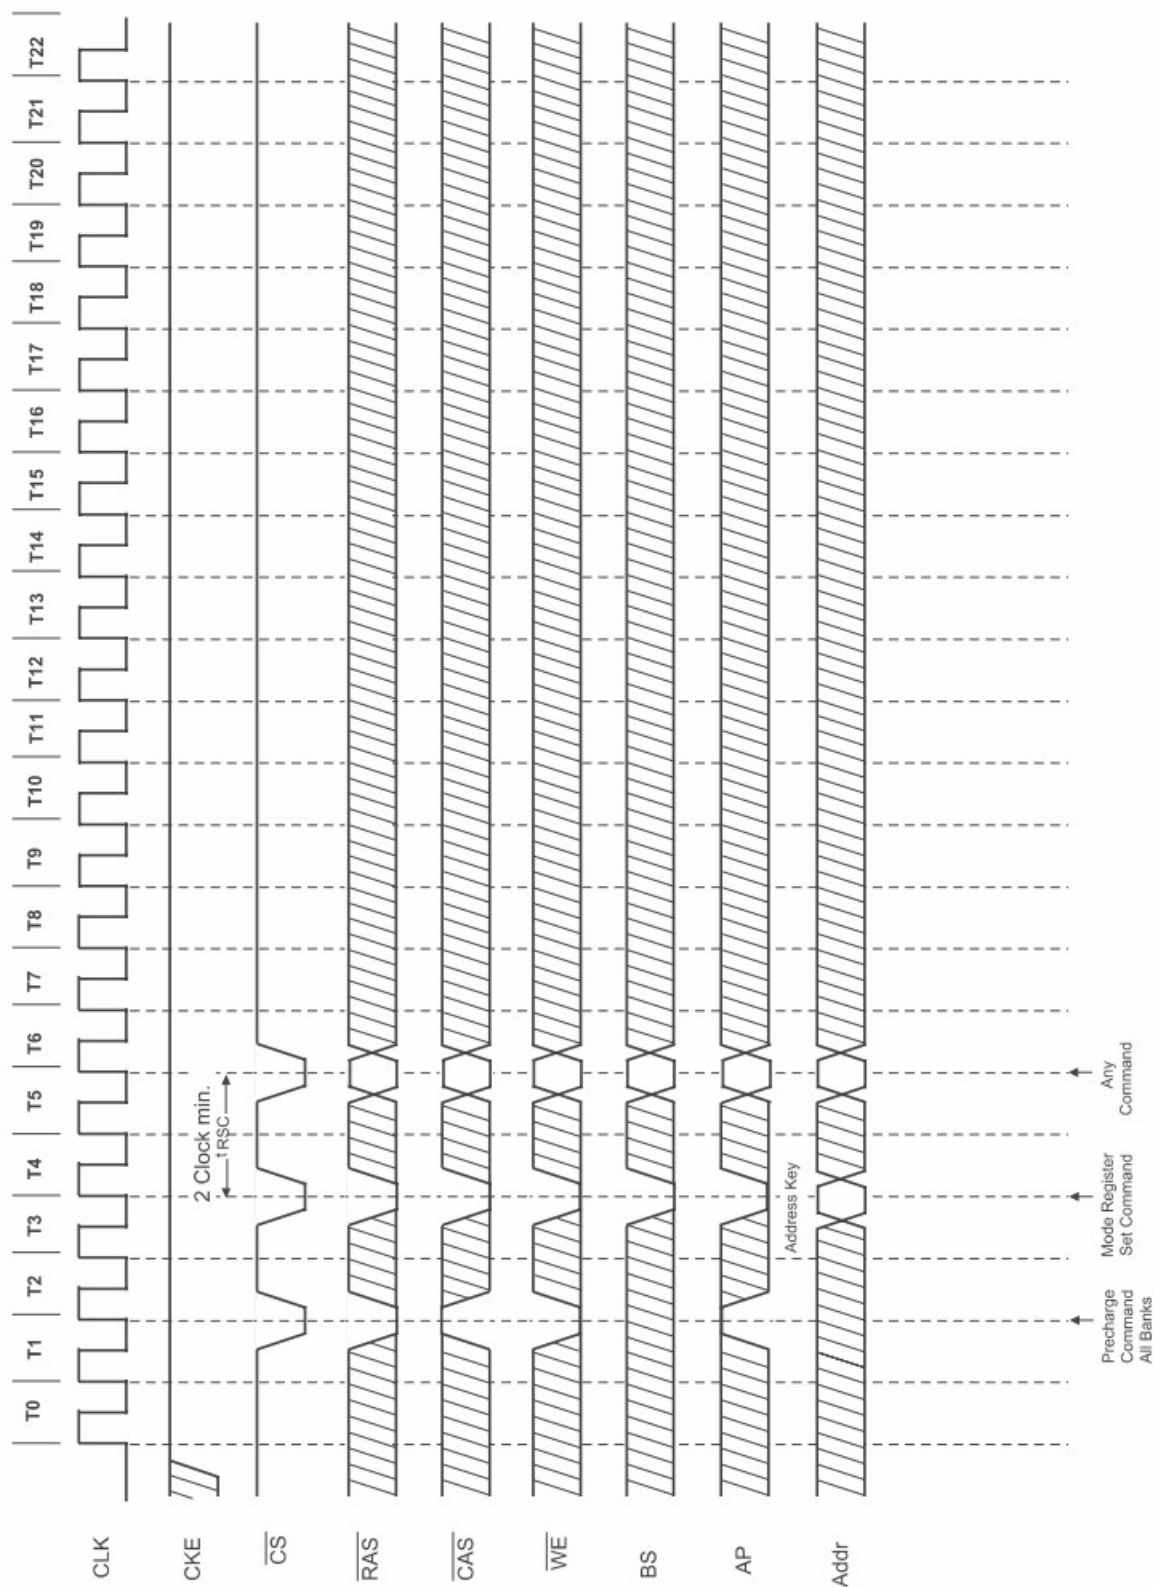 T0 T1 T2 T3 T4 T5 T6 T7 T8 T9 T10 T11 T12 T13 T14 T15 T16 T17 T18 T19 T20 T21 T22
CLK
CKE
2 Clock min.
tRSC
CS
RAS
CAS
WE
BS
AP
Address Key
Addr
Precharge
Command
All Banks
Mode Register
Set Command
Any
Command